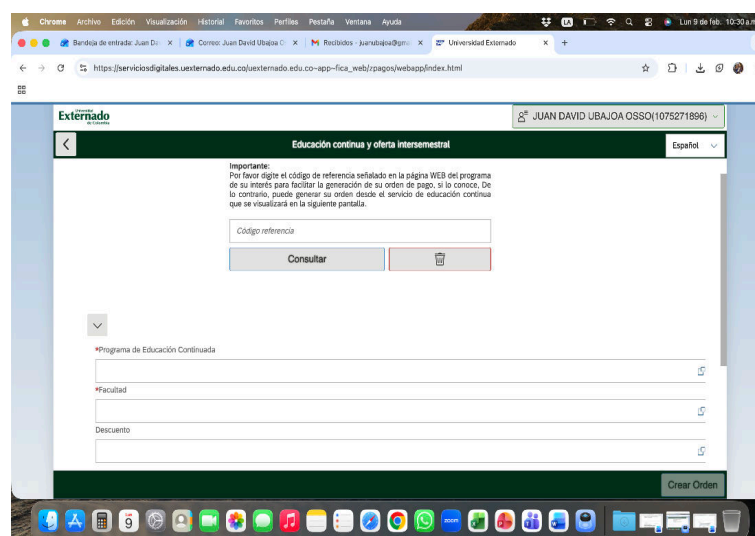 Chrome Archivo Edición Visualización Historial Favoritos Perfiles Pestaña Ventana Ayuda
Lun 9 de feb. 10:30 a.m
Bandeja de entrada: Juan Da
Correo: Juan David Ubajoa O
Recibidos - juanubajoa@gma
Universidad Externado
https://serviciosdigitales.uexternado.edu.co/uexternado.edu.co~app~fica_web/zpagos/webapp/index.html
Universidad
Externado
de Colombia
JUAN DAVID UBAJOA OSSO(1075271896)
Educación continua y oferta intersemestral
Español
Importante:
Por favor digite el código de referencia señalado en la página WEB del programa
de su interés para facilitar la generación de su orden de pago, si lo conoce, De
lo contrario, puede generar su orden desde el servicio de educación continua
que se visualizará en la siguiente pantalla.
Código referencia
Consultar
*Programa de Educación Continuada
*Facultad
Descuento
Crear Orden
9
zoom